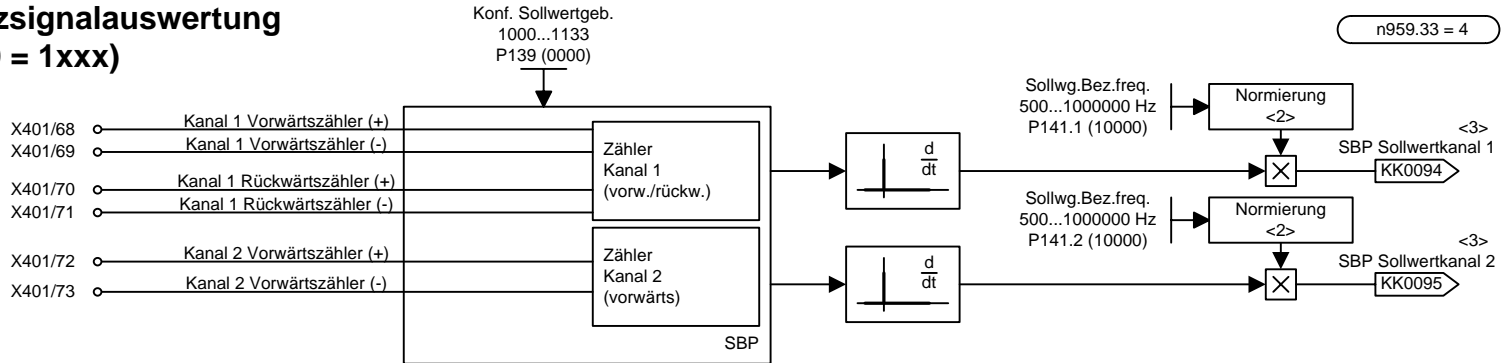 zsignalauswertung
= 1xxx)
Konf. Sollwertgeb.
1000...1133
P139 (0000)
n959.33 = 4
X401/68
Kanal 1 Vorwärtszähler (+)
X401/69
Kanal 1 Vorwärtszähler (-)
X401/70
Kanal 1 Rückwärtszähler (+)
X401/71
Kanal 1 Rückwärtszähler (-)
X401/72
Kanal 2 Vorwärtszähler (+)
X401/73
Kanal 2 Vorwärtszähler (-)
Zähler
Kanal 1
(vorw./rückw.)
Zähler
Kanal 2
(vorwärts)
SBP
d
dt
d
dt
Sollwg.Bez.freq.
500...1000000 Hz
P141.1 (10000)
Normierung
<2>
<3>
SBP Sollwertkanal 1
KK0094
Sollwg.Bez.freq.
500...1000000 Hz
P141.2 (10000)
Normierung
<2>
<3>
SBP Sollwertkanal 2
KK0095